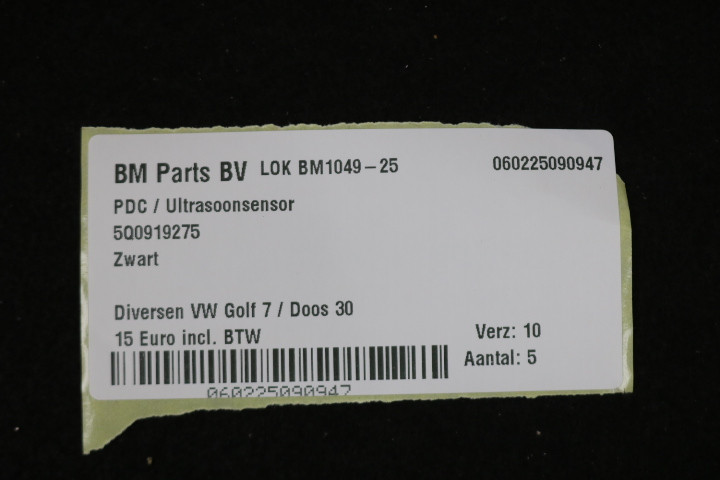 BM Parts BV LOK BM1049-25 060225090947
PDC / Ultrasoonsensor
5Q0919275
Zwart
Diversen VW Golf 7 / Doos 30
15 Euro incl. BTW Verz: 10
Aantal: 5
060225090947